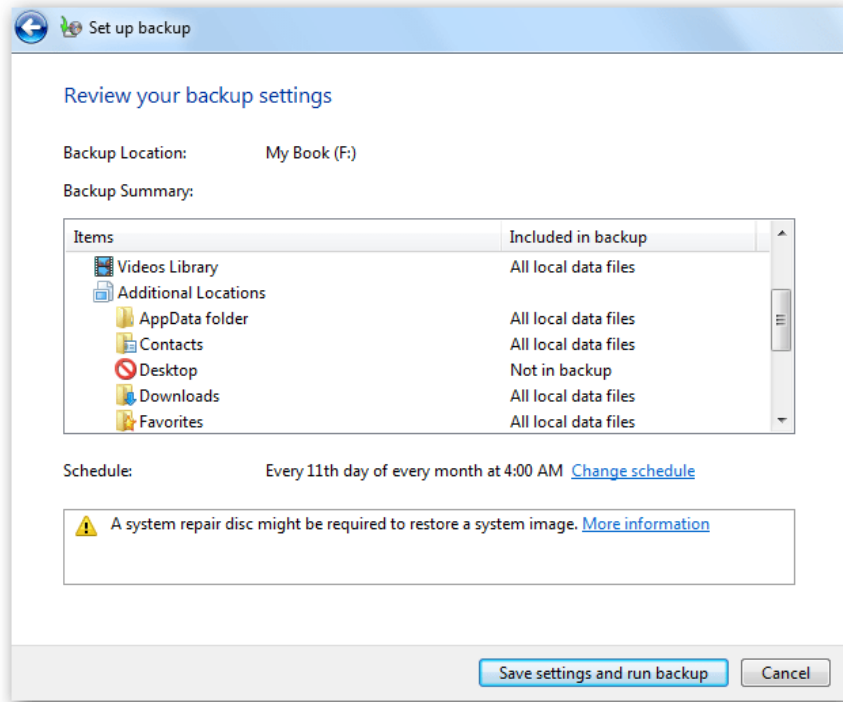 Set up backup
Review your backup settings
Backup Location: My Book (F:)
Backup Summary:
Items Included in backup
Videos Library All local data files
Additional Locations
AppData folder All local data files
Contacts All local data files
Desktop Not in backup
Downloads All local data files
Favorites All local data files
Schedule: Every 11th day of every month at 4:00 AM Change schedule
A system repair disc might be required to restore a system image. More information
Save settings and run backup Cancel